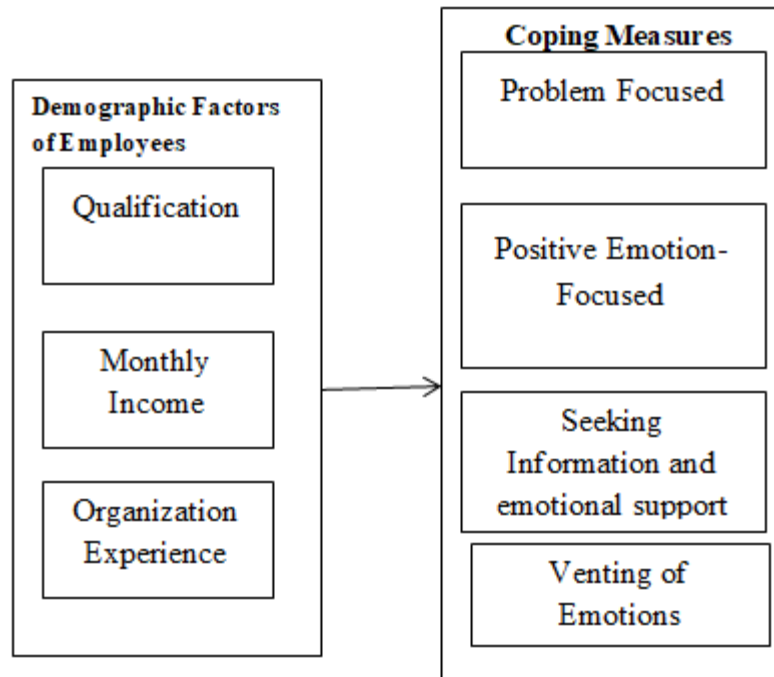 Demographic Factors
of Employees
Qualification
Monthly
Income
Organization
Experience
Coping Measures
Problem Focused
Positive Emotion-
Focused
Seeking
Information and
emotional support
Venting of
Emotions